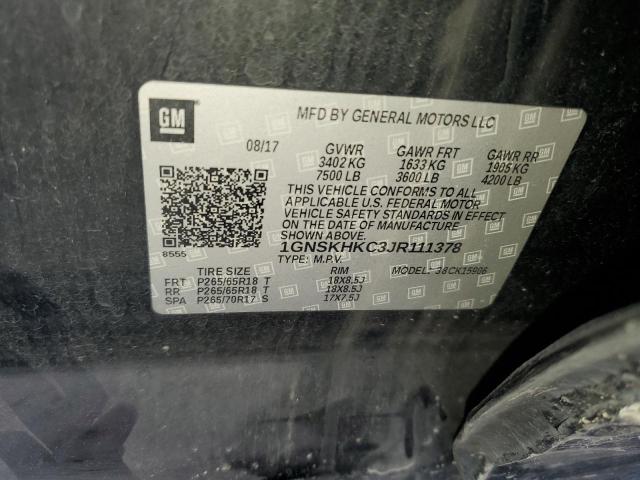 GM
MFD BY GENERAL MOTORS LLC
08/17 GVWR GAWR FRT GAWR RR
3402 KG 1633 KG 1905 KG
7500 LB 3600 LB 4200 LB
THIS VEHICLE CONFORMS TO ALL
APPLICABLE U.S. FEDERAL MOTOR
VEHICLE SAFETY STANDARDS IN EFFECT
ON THE DATE OF MANUFACTURE
SHOWN ABOVE.
8555
1GNSKHKC3JR111378
TYPE: M.P.V. MODEL:
TIRE SIZE RIM
FRT P265/65R18 T 18X8.5J
RR P265/65R18 T 18X8.5J
SPA P265/70R17 S 17X7.5J